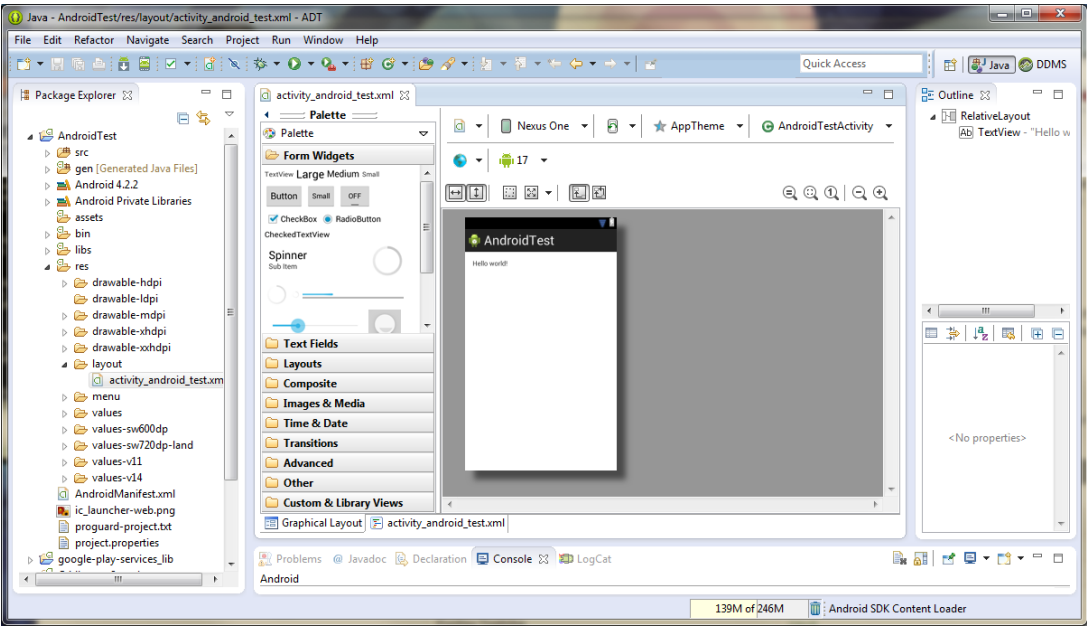 Java - AndroidTest/res/layout/activity_android_test.xml - ADT
File Edit Refactor Navigate Search Project Run Window Help
Quick Access
Java
DDMS
Package Explorer
AndroidTest
src
gen [Generated Java Files]
Android 4.2.2
Android Private Libraries
assets
bin
libs
res
drawable-hdpi
drawable-ldpi
drawable-mdpi
drawable-xhdpi
drawable-xxhdpi
layout
activity_android_test.xm
menu
values
values-sw600dp
values-sw720dp-land
values-v11
values-v14
AndroidManifest.xml
ic_launcher-web.png
proguard-project.txt
project.properties
google-play-services_lib
activity_android_test.xml
Palette
Palette
Form Widgets
TextView Large Medium Small
Button Small OFF
CheckBox RadioButton
CheckedTextView
Spinner
Sub Item
Text Fields
Layouts
Composite
Images & Media
Time & Date
Transitions
Advanced
Other
Custom & Library Views
Nexus One AppTheme AndroidTestActivity
17
AndroidTest
Hello world!
Graphical Layout activity_android_test.xml
Outline
RelativeLayout
Ab TextView - "Hello w
<No properties>
Problems @ Javadoc Declaration Console LogCat
Android
139M of 246M
Android SDK Content Loader